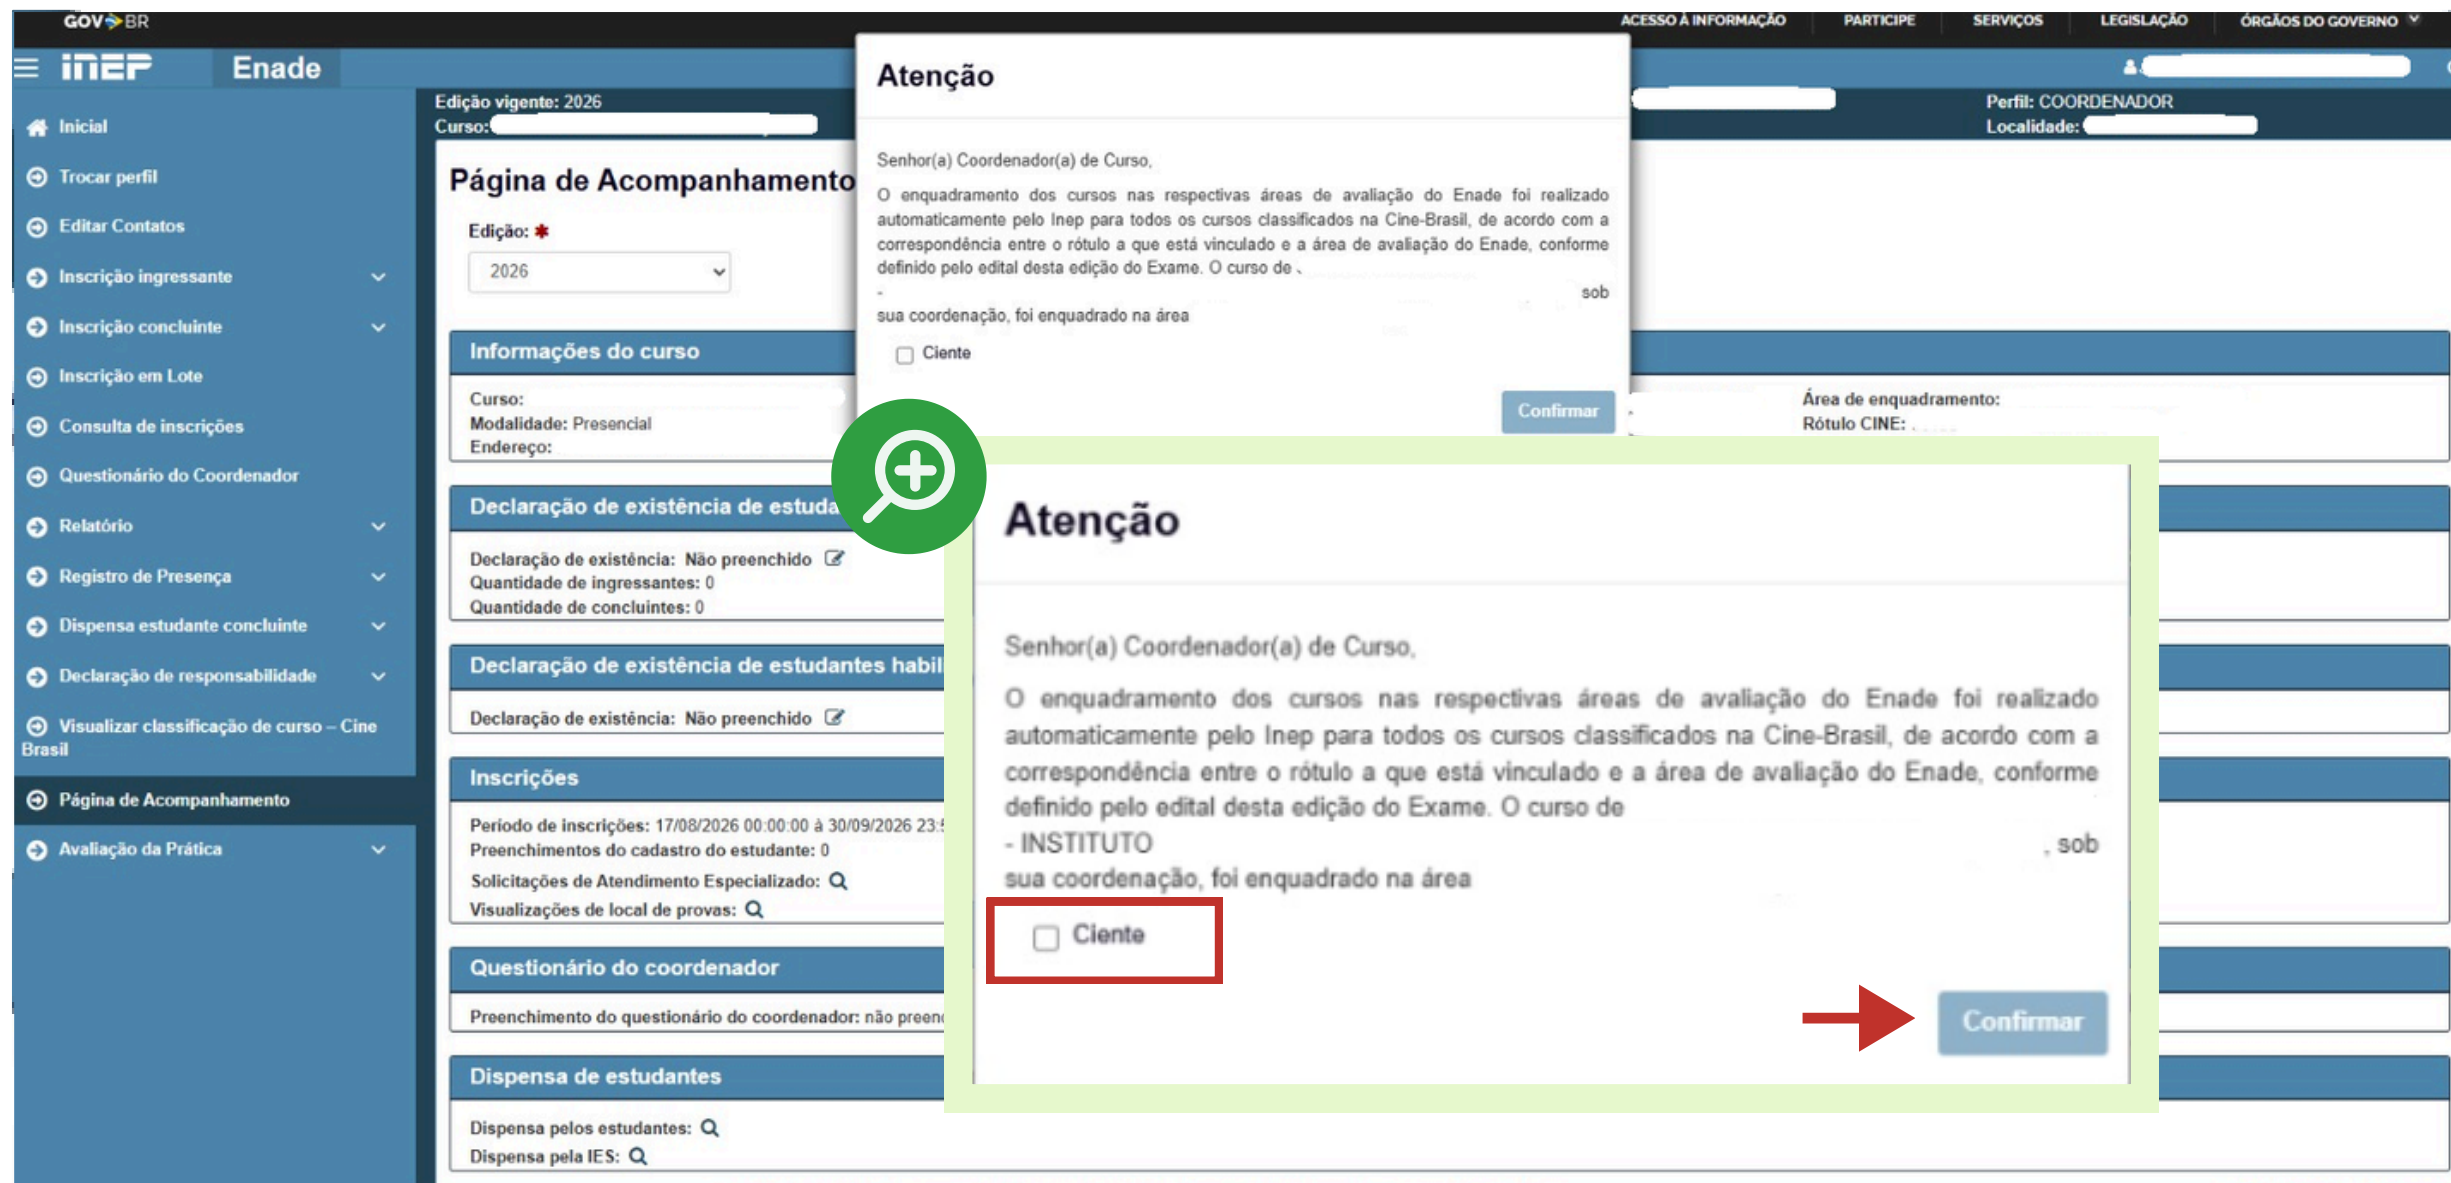 GOV BR
ACESSO À INFORMAÇÃO
PARTICIPE
SERVIÇOS
LEGISLAÇÃO
ÓRGÃOS DO GOVERNO
inep
Enade
Edição vigente: 2026
Curso:
Perfil: COORDENADOR
Localidade:
Inicial
Trocar perfil
Editar Contatos
Inscrição ingressante
Inscrição concluinte
Inscrição em Lote
Consulta de inscrições
Questionário do Coordenador
Relatório
Registro de Presença
Dispensa estudante concluinte
Declaração de responsabilidade
Visualizar classificação de curso – Cine
Brasil
Página de Acompanhamento
Avaliação da Prática
Página de Acompanhamento
Edição: *
2026
Informações do curso
Curso:
Modalidade: Presencial
Endereço:
Área de enquadramento:
Rótulo CINE:
Declaração de existência de estuda
Declaração de existência: Não preenchido
Quantidade de ingressantes: 0
Quantidade de concluintes: 0
Declaração de existência de estudantes habil
Declaração de existência: Não preenchido
Inscrições
Período de inscrições: 17/08/2026 00:00:00 à 30/09/2026 23:
Preenchimentos do cadastro do estudante: 0
Solicitações de Atendimento Especializado:
Visualizações de local de provas:
Questionário do coordenador
Preenchimento do questionário do coordenador: não preen
Dispensa de estudantes
Dispensa pelos estudantes:
Dispensa pela IES:
Atenção
Senhor(a) Coordenador(a) de Curso,
O enquadramento dos cursos nas respectivas áreas de avaliação do Enade foi realizado
automaticamente pelo Inep para todos os cursos classificados na Cine-Brasil, de acordo com a
correspondência entre o rótulo a que está vinculado e a área de avaliação do Enade, conforme
definido pelo edital desta edição do Exame. O curso de
- sob
sua coordenação, foi enquadrado na área
Ciente
Confirmar
Atenção
Senhor(a) Coordenador(a) de Curso,
O enquadramento dos cursos nas respectivas áreas de avaliação do Enade foi realizado
automaticamente pelo Inep para todos os cursos classificados na Cine-Brasil, de acordo com a
correspondência entre o rótulo a que está vinculado e a área de avaliação do Enade, conforme
definido pelo edital desta edição do Exame. O curso de
- INSTITUTO , sob
sua coordenação, foi enquadrado na área
Ciente
Confirmar